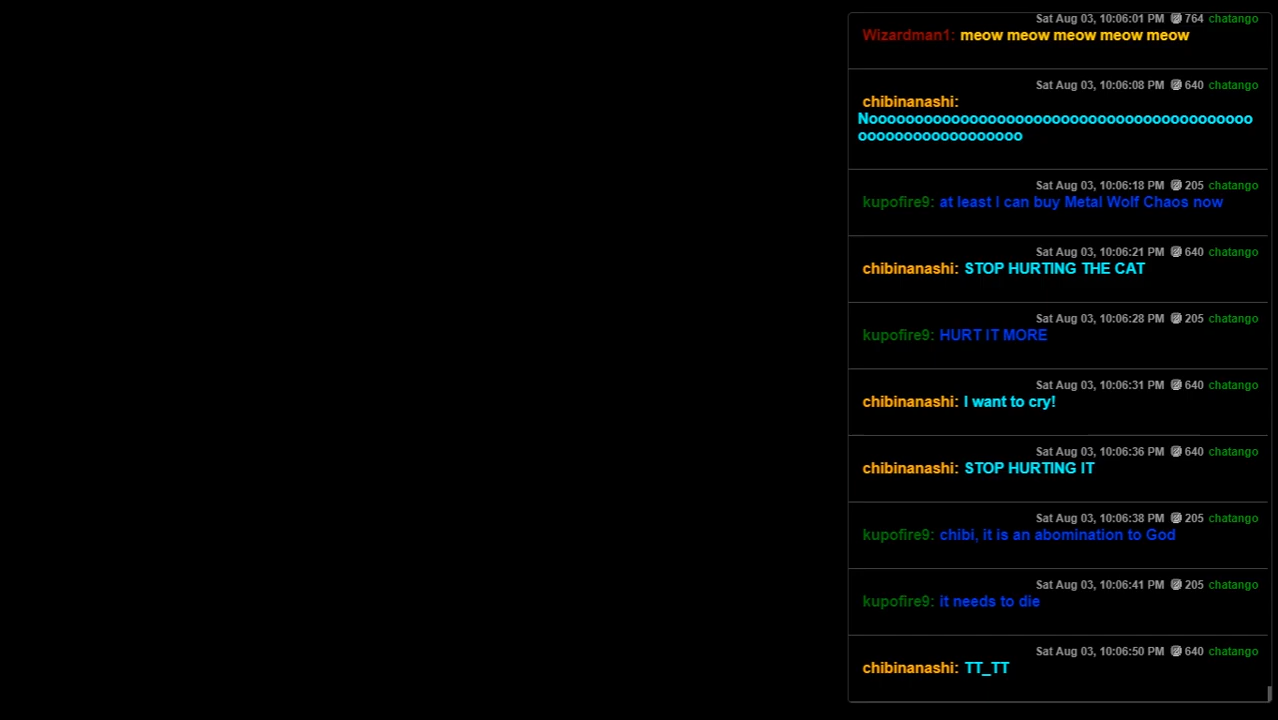 Sat Aug 03, 10:06:01 PM 764 chatango
Wizardman1: meow meow meow meow meow
Sat Aug 03, 10:06:08 PM 640 chatango
chibinanashi:
Noooooooooooooooooooooooooooooooooooooooooo
oooooooooooooooooo
Sat Aug 03, 10:06:18 PM 205 chatango
kupofire9: at least I can buy Metal Wolf Chaos now
Sat Aug 03, 10:06:21 PM 640 chatango
chibinanashi: STOP HURTING THE CAT
Sat Aug 03, 10:06:28 PM 205 chatango
kupofire9: HURT IT MORE
Sat Aug 03, 10:06:31 PM 640 chatango
chibinanashi: I want to cry!
Sat Aug 03, 10:06:36 PM 640 chatango
chibinanashi: STOP HURTING IT
Sat Aug 03, 10:06:38 PM 205 chatango
kupofire9: chibi, it is an abomination to God
Sat Aug 03, 10:06:41 PM 205 chatango
kupofire9: it needs to die
Sat Aug 03, 10:06:50 PM 640 chatango
chibinanashi: TT_TT